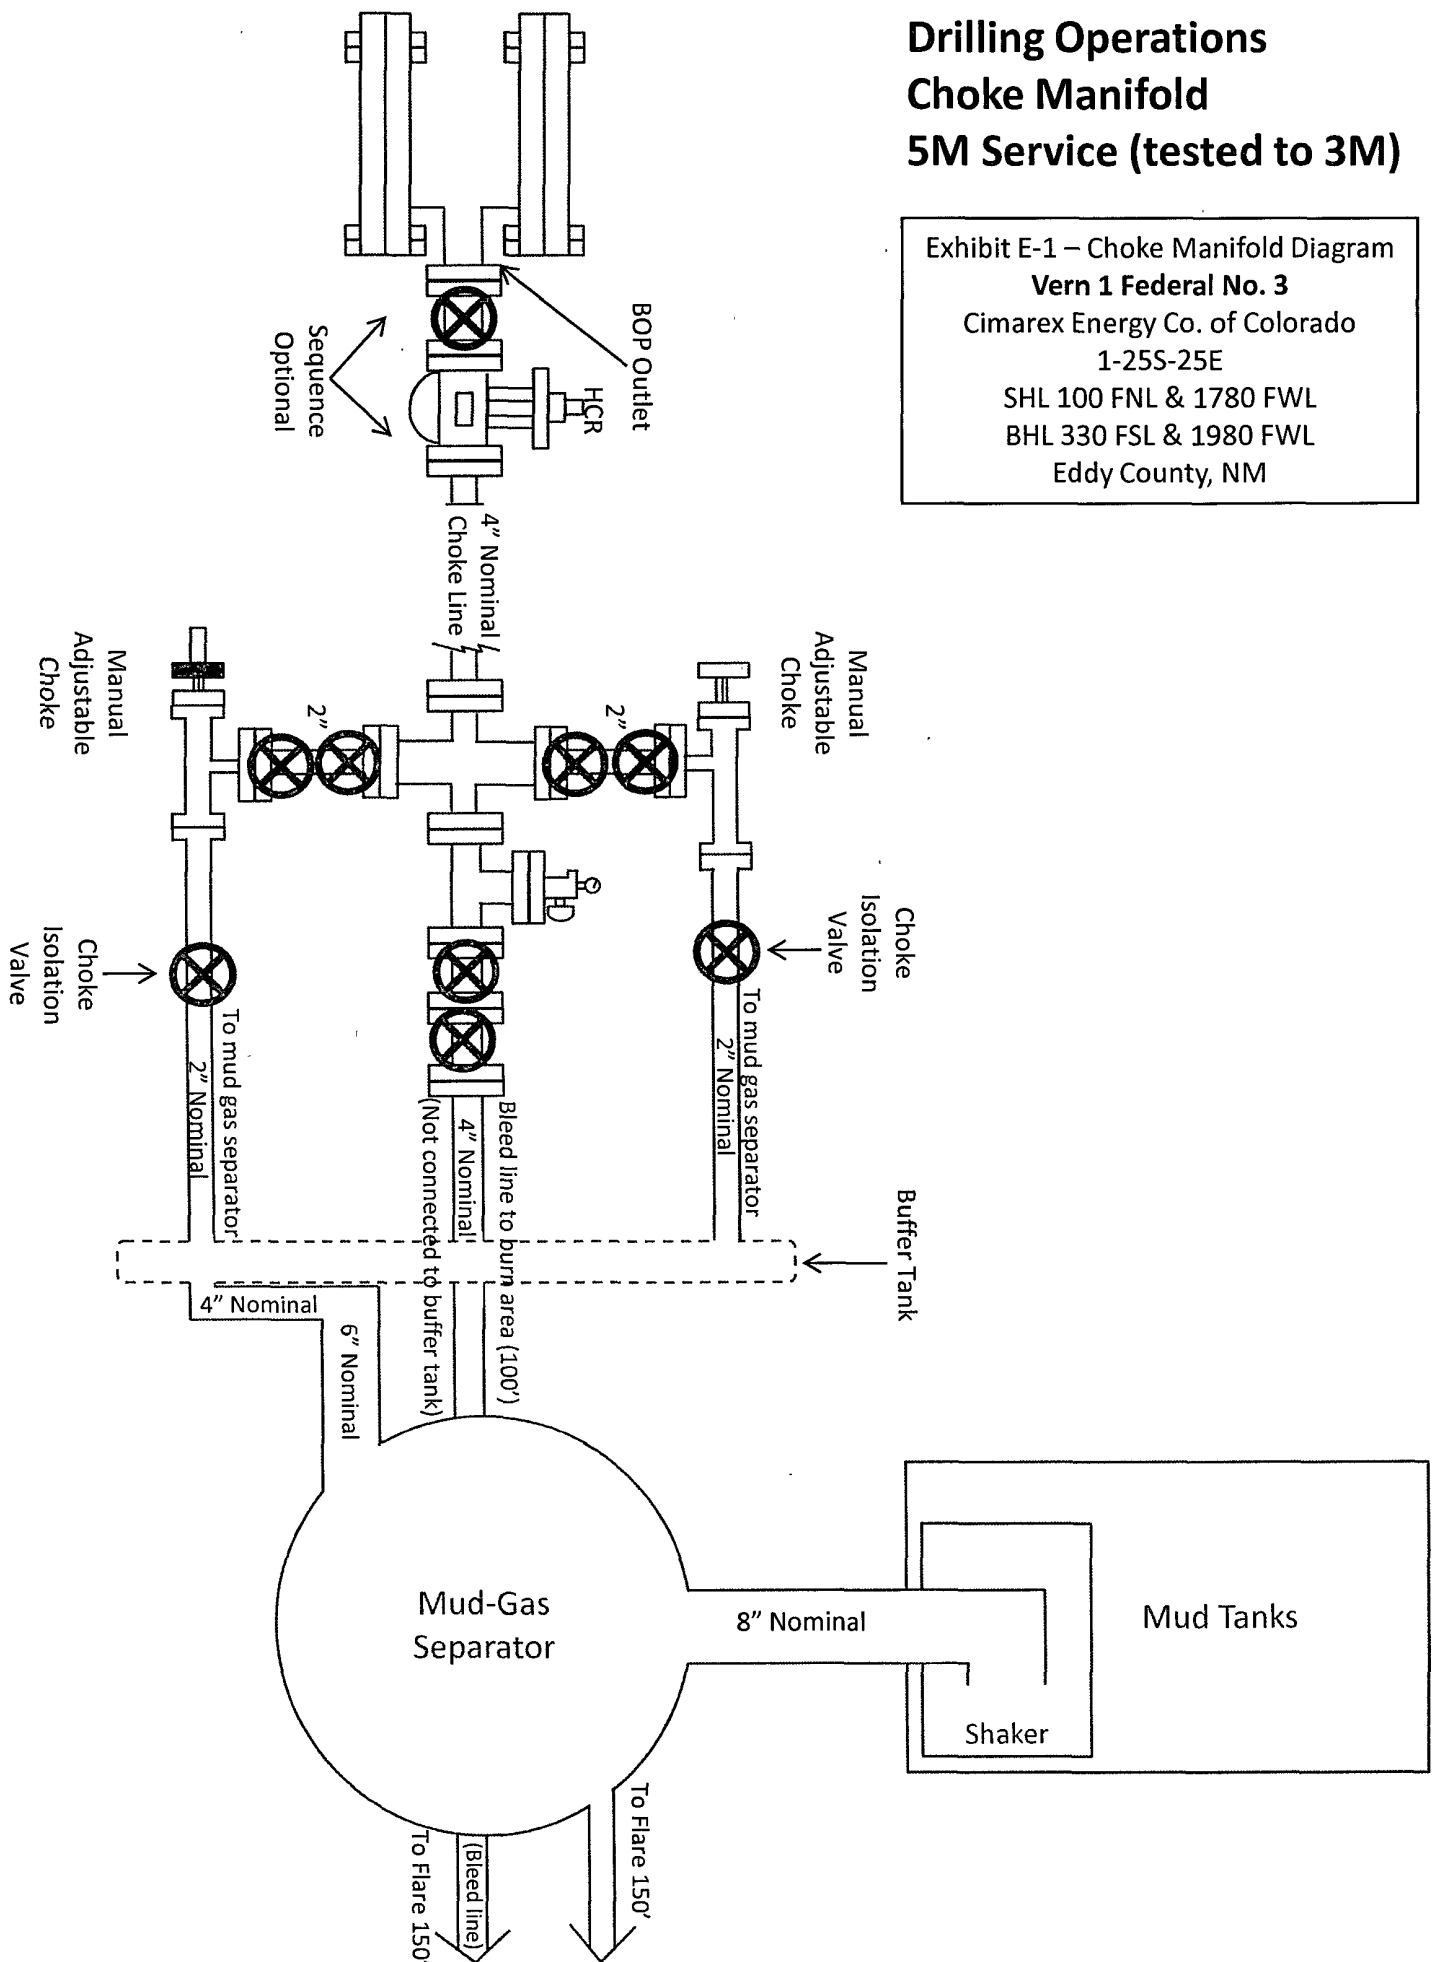 Drilling Operations
Choke Manifold
5M Service (tested to 3M)
Exhibit E-1 – Choke Manifold Diagram
Vern 1 Federal No. 3
Cimarex Energy Co. of Colorado
1-25S-25E
SHL 100 FNL & 1780 FWL
BHL 330 FSL & 1980 FWL
Eddy County, NM
BOP Outlet
HCR
Sequence
Optional
4” Nominal
Choke Line
Manual
Adjustable
Choke
2”
2”
Manual
Adjustable
Choke
Choke
Isolation
Valve
Choke
Isolation
Valve
To mud gas separator
2” Nominal
To mud gas separator
2” Nominal
Bleed line to burn area (100’)
4” Nominal
(Not connected to buffer tank)
Buffer Tank
4” Nominal
6” Nominal
Mud-Gas
Separator
8” Nominal
Mud Tanks
Shaker
To Flare 150’
(Bleed line)
To Flare 150’